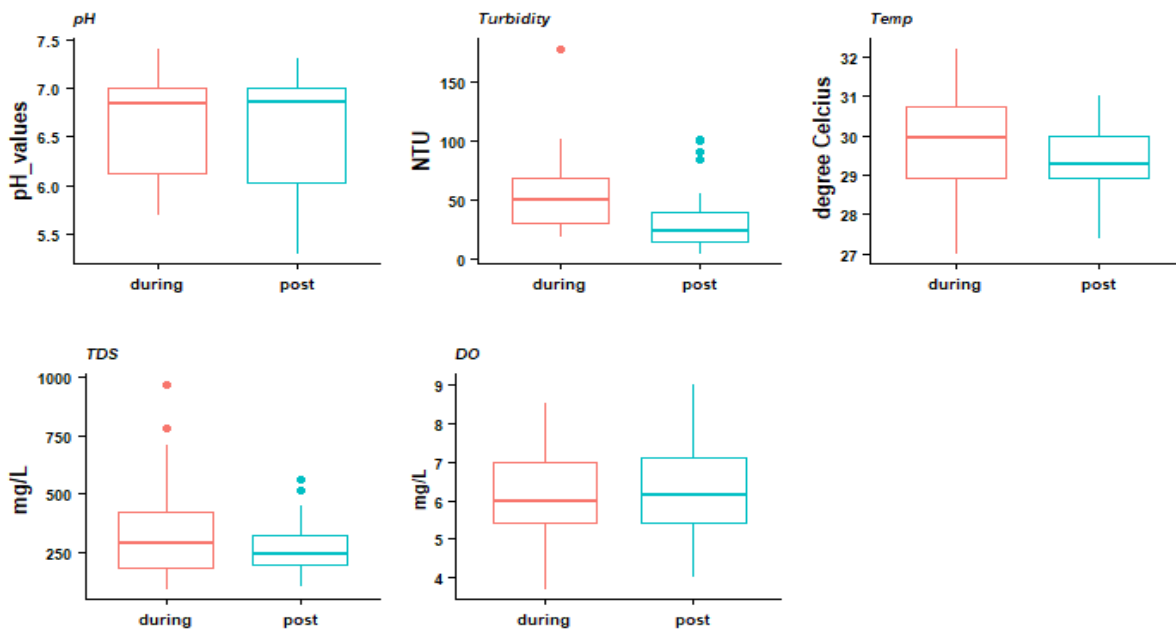 pH
7.5
7.0
6.5
6.0
5.5
pH_values
during post
Turbidity
150
100
50
0
NTU
during post
Temp
32
31
30
29
28
27
degree Celcius
during post
TDS
1000
750
500
250
mg/L
during post
DO
9
8
7
6
5
4
mg/L
during post